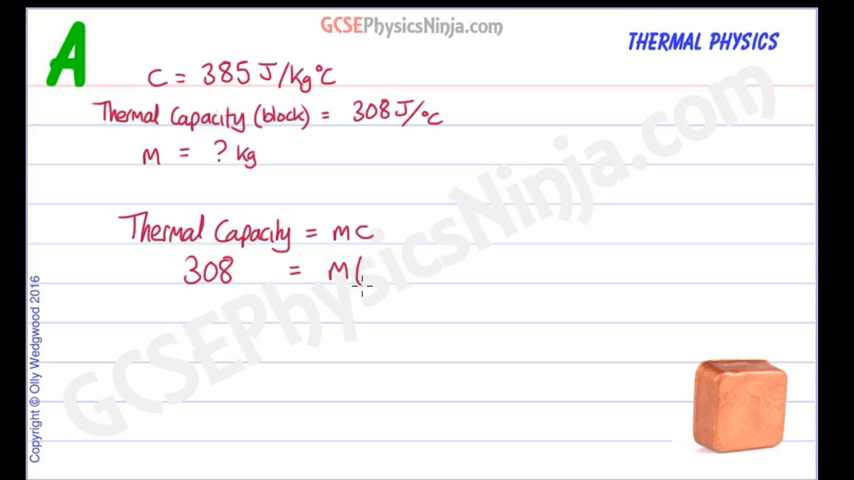 GCSEPhysicsNinja.com
A
THERMAL PHYSICS
C = 385 J/kg°C
Thermal Capacity (block) = 308 J/°C
m = ? kg
Thermal Capacity = mc
308 = m(
GCSEPhysicsNinja.com
Copyright © Olly Wedgwood 2016